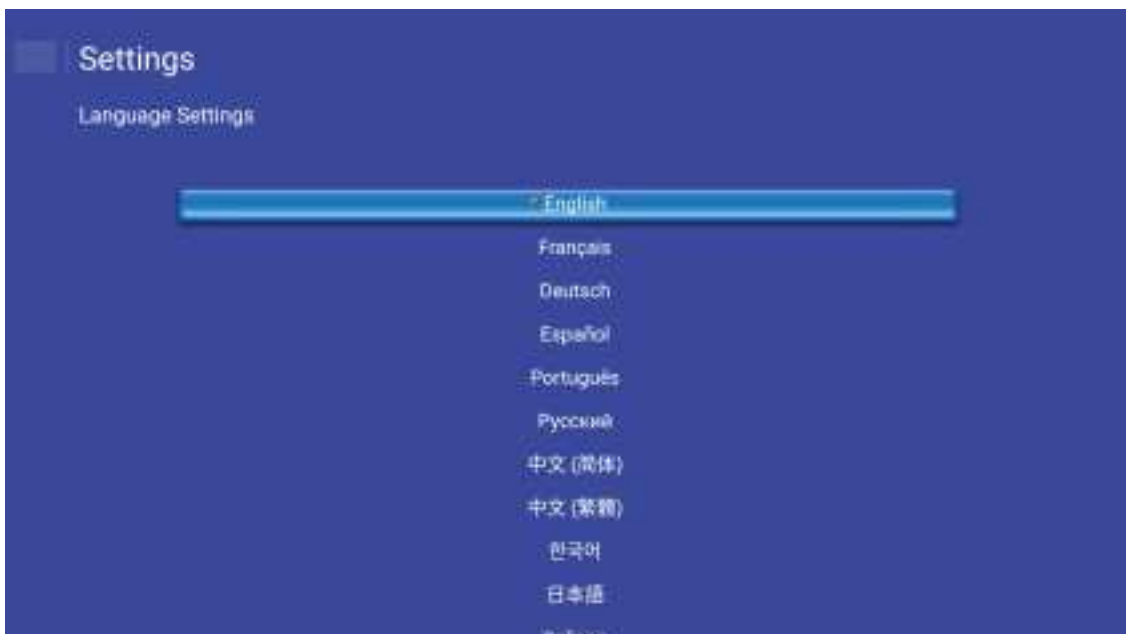 Settings
Language Settings
English
Français
Deutsch
Español
Português
Русский
中文 (简体)
中文 (繁體)
한국어
日本語